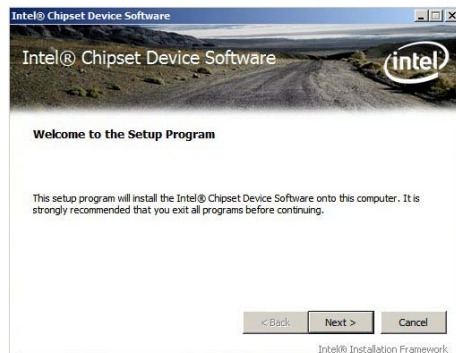 Intel® Chipset Device Software
Intel® Chipset Device Software
intel
Welcome to the Setup Program
This setup program will install the Intel® Chipset Device Software onto this computer. It is
strongly recommended that you exit all programs before continuing.
< Back Next > Cancel
Intel® Installation Framework